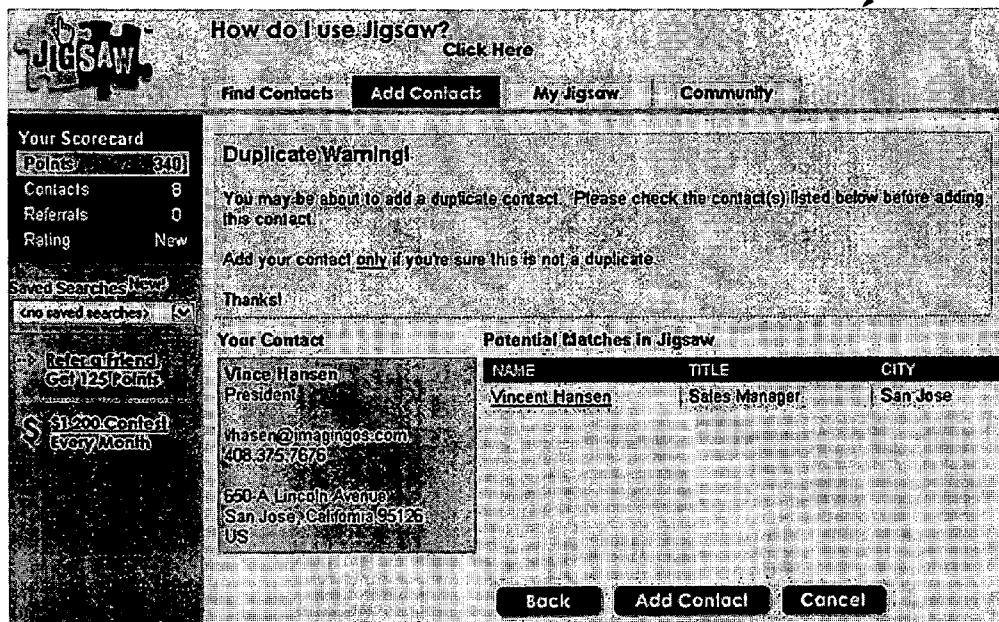 JIGSAW
How do I use Jigsaw?
Click Here
Find Contacts Add Contacts My Jigsaw Community
Your Scorecard
Points 340
Contacts 8
Referrals 0
Rating New
Saved Searches New!
<no saved searches>
Refer a friend
Get 125 Points
$ $1,200 Contest
Every Month
Duplicate Warning!
You may be about to add a duplicate contact. Please check the contact(s) listed below before adding
this contact.
Add your contact only if you're sure this is not a duplicate.
Thanks!
Your Contact
Vince Hansen
President
vhasen@imagingos.com
408.375.7676
650-A Lincoln Avenue
San Jose, California 95126
US
Potential Matches in Jigsaw
NAME TITLE CITY
Vincent Hansen Sales Manager San Jose
Back Add Contact Cancel